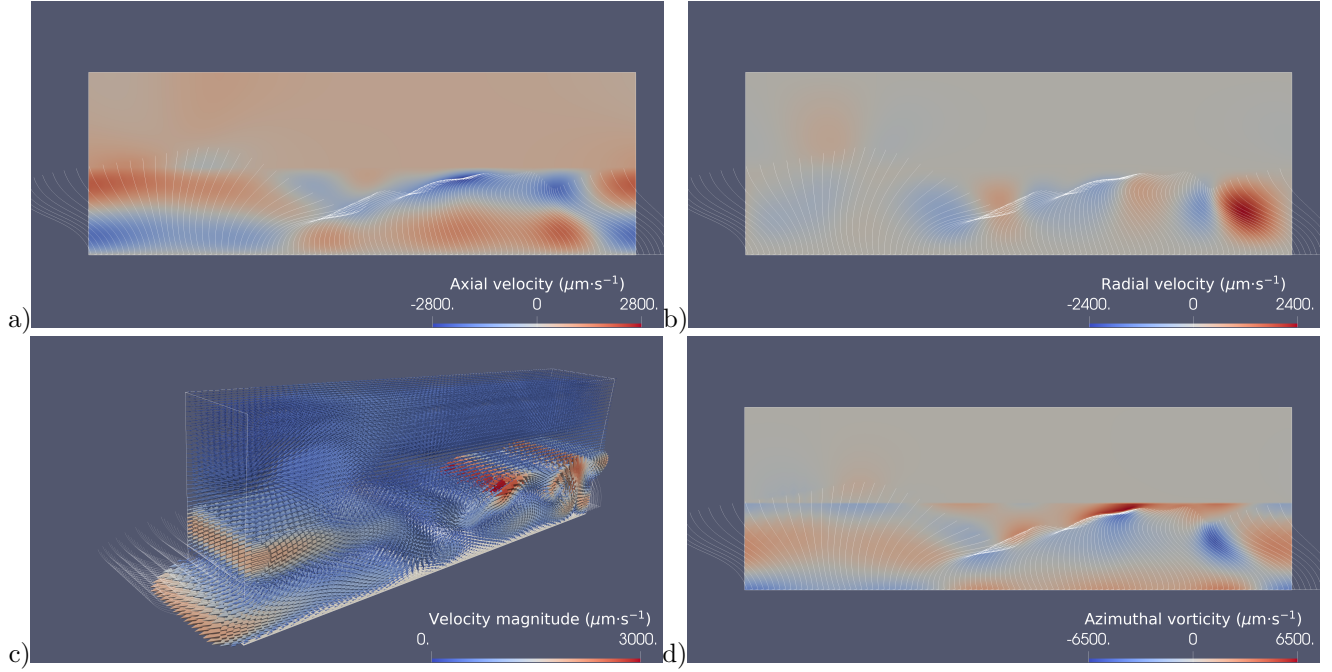 a)
Axial velocity (μm·s⁻¹)
-2800. 0 2800.
b)
Radial velocity (μm·s⁻¹)
-2400. 0 2400.
c)
Velocity magnitude (μm·s⁻¹)
0. 3000.
d)
Azimuthal vorticity (μm·s⁻¹)
-6500. 0 6500.